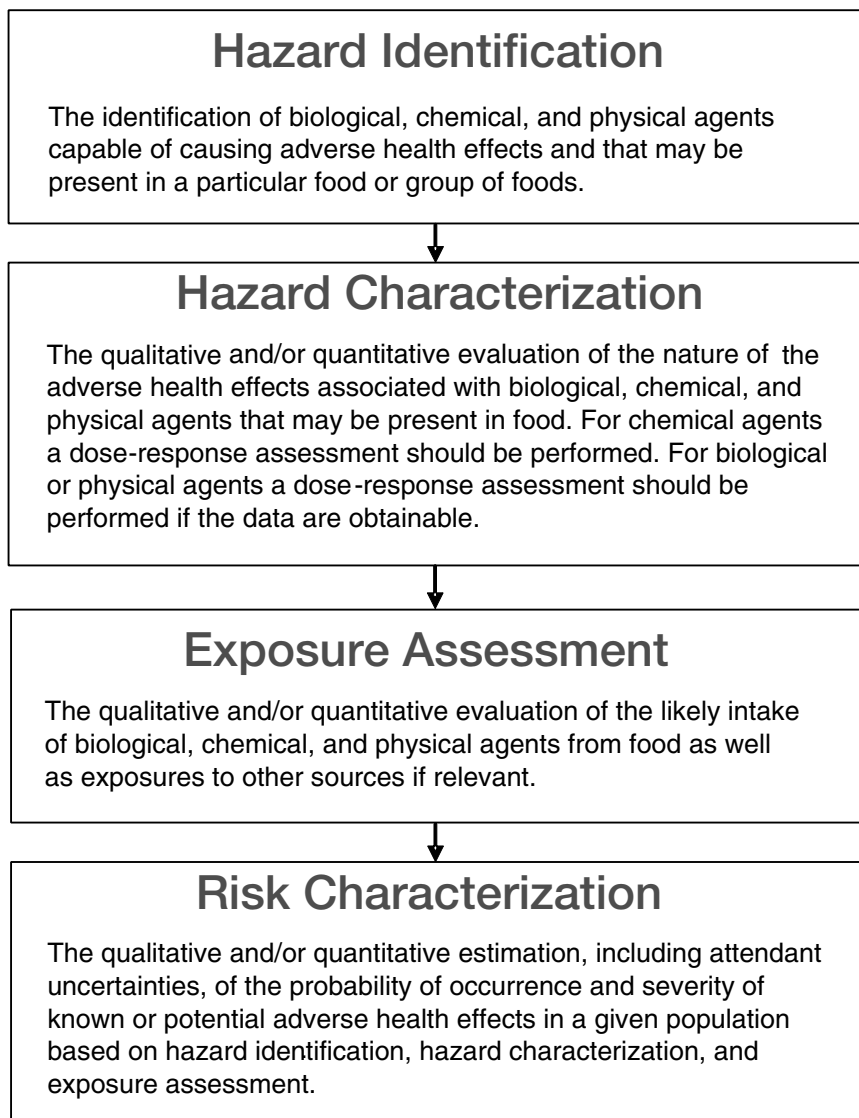 Hazard Identification
The identification of biological, chemical, and physical agents
capable of causing adverse health effects and that may be
present in a particular food or group of foods.
Hazard Characterization
The qualitative and/or quantitative evaluation of the nature of the
adverse health effects associated with biological, chemical, and
physical agents that may be present in food. For chemical agents
a dose-response assessment should be performed. For biological
or physical agents a dose-response assessment should be
performed if the data are obtainable.
Exposure Assessment
The qualitative and/or quantitative evaluation of the likely intake
of biological, chemical, and physical agents from food as well
as exposures to other sources if relevant.
Risk Characterization
The qualitative and/or quantitative estimation, including attendant
uncertainties, of the probability of occurrence and severity of
known or potential adverse health effects in a given population
based on hazard identification, hazard characterization, and
exposure assessment.